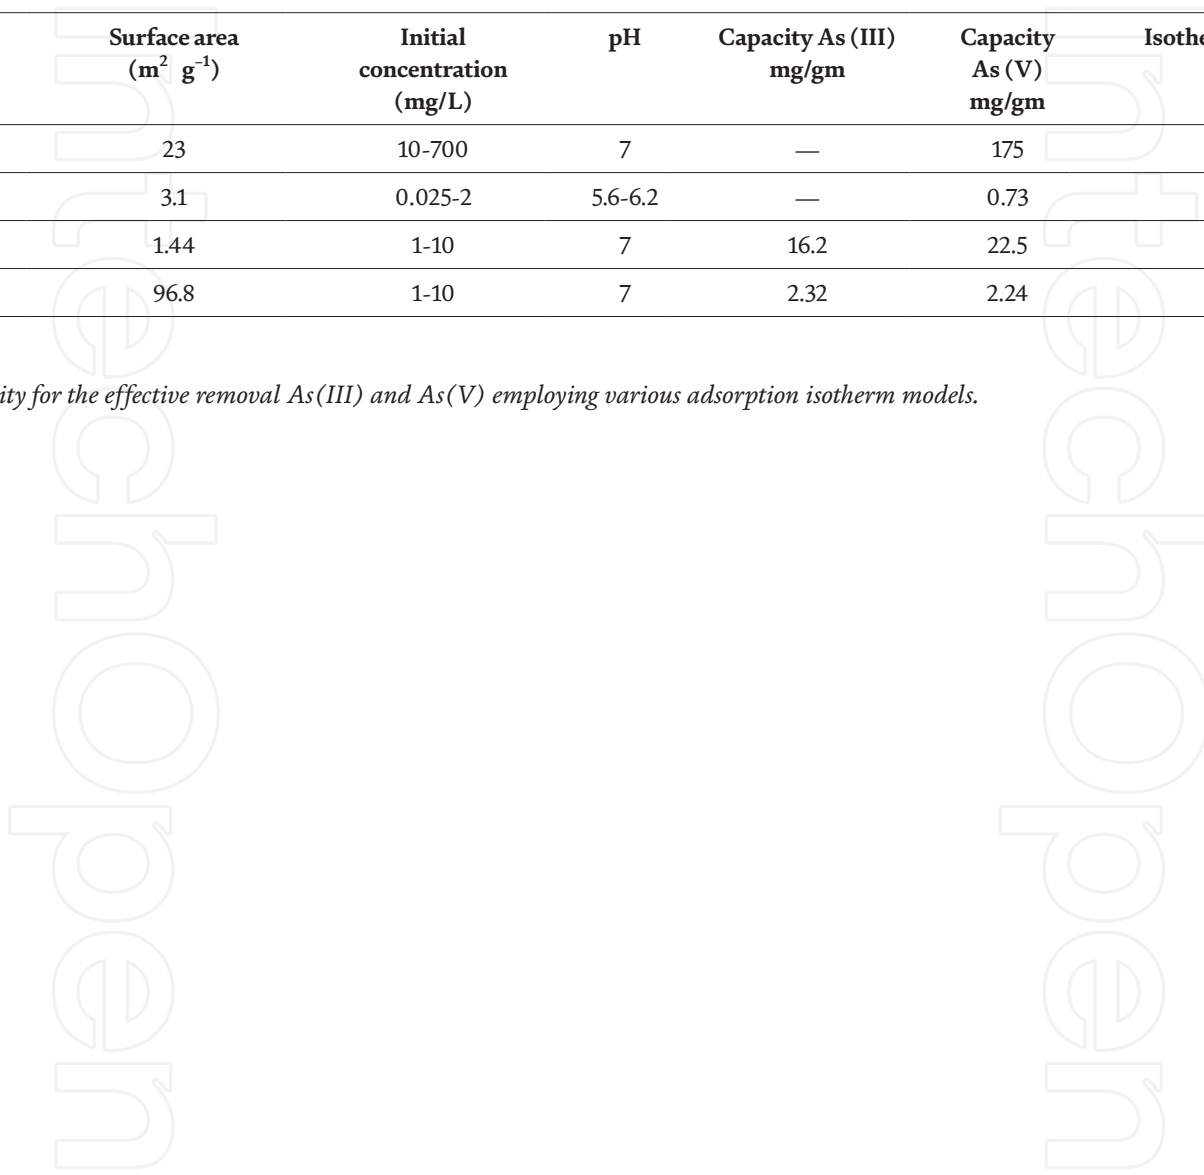 Surface area (m² g⁻¹) Initial concentration (mg/L) pH Capacity As (III) mg/gm Capacity As (V) mg/gm
23 10-700 7 — 175
3.1 0.025-2 5.6-6.2 — 0.73
1.44 1-10 7 16.2 22.5
96.8 1-10 7 2.32 2.24
for the effective removal As(III) and As(V) employing various adsorption isotherm models.
IntechOpen
IntechOpen